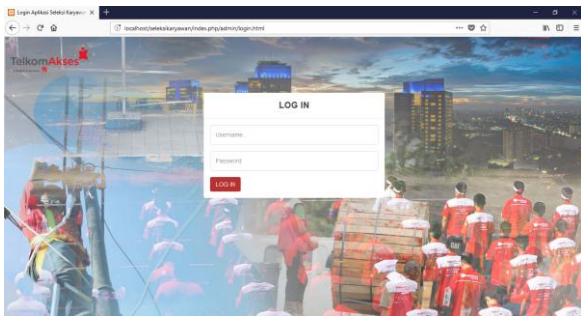 Login Aplikasi Seleksi Karyawan
localhost/seleksikaryawan/index.php/admin/login.html
TelkomAkses
LOG IN
Username
Password
LOG IN